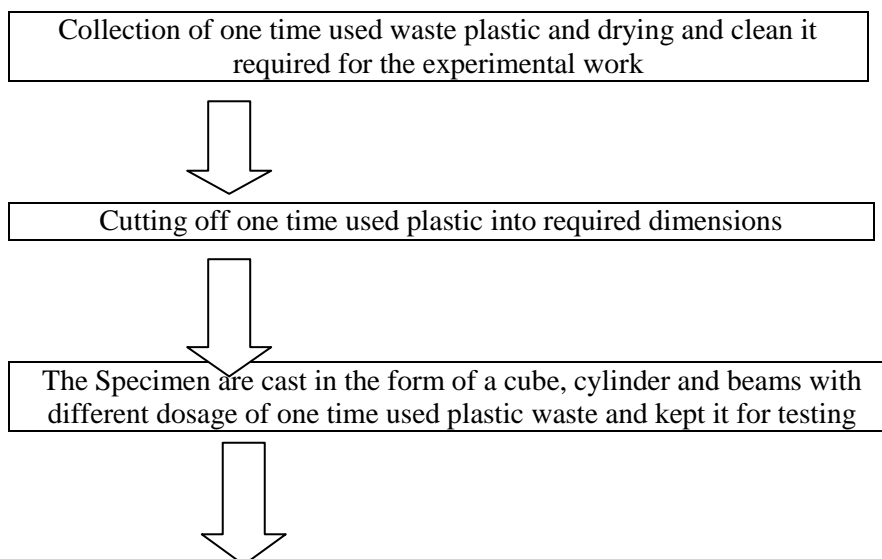 Collection of one time used waste plastic and drying and clean it
required for the experimental work
Cutting off one time used plastic into required dimensions
The Specimen are cast in the form of a cube, cylinder and beams with
different dosage of one time used plastic waste and kept it for testing